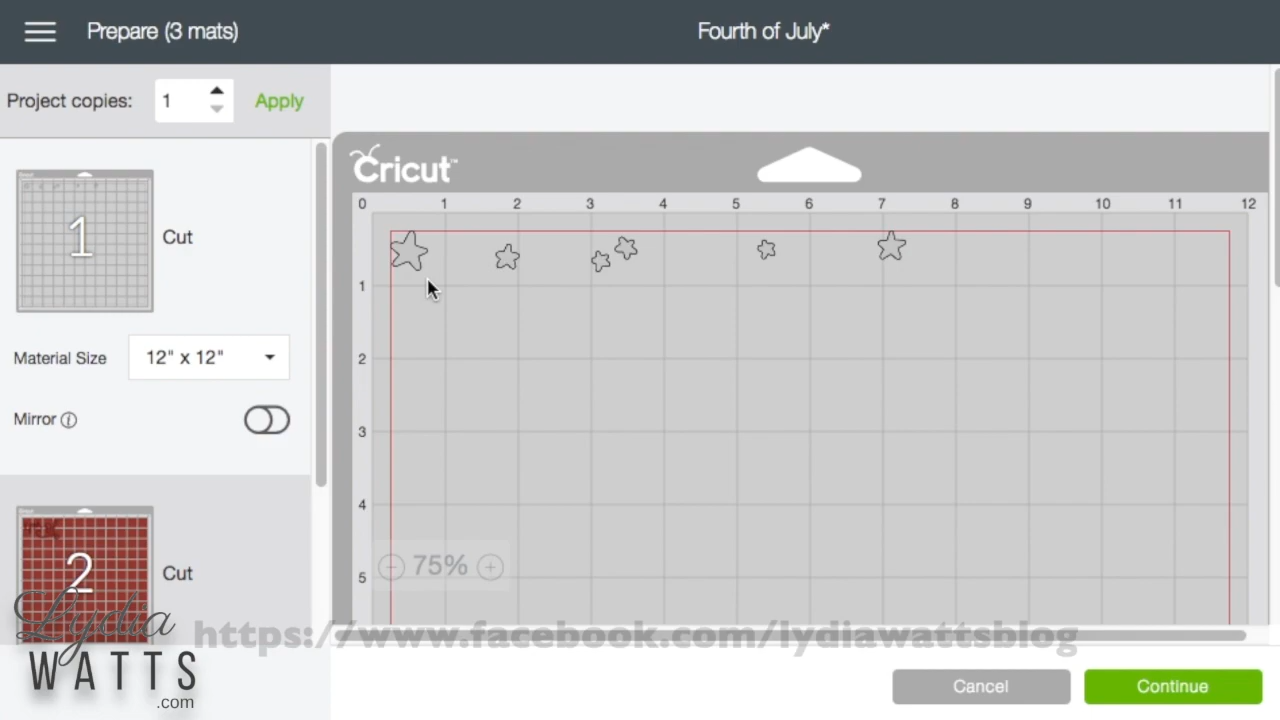 Prepare (3 mats)
Fourth of July*
Project copies: 1 Apply
Cricut™
0 1 2 3 4 5 6 7 8 9 10 11 12
1
2
3
4
5
1
Cut
Material Size 12" x 12"
Mirror i
2
Cut
75%
Lydia
WATTS
.com
https://www.facebook.com/lydiawattsblog
Cancel
Continue